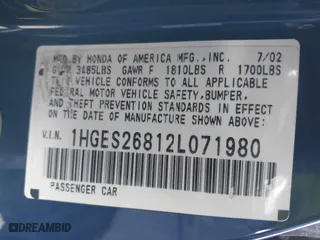 MFD. BY HONDA OF AMERICA MFG., INC. 7/02
GVWR 3485LBS GAWR F 1810LBS R 1700LBS
THIS VEHICLE CONFORMS TO ALL APPLICABLE
FEDERAL MOTOR VEHICLE SAFETY, BUMPER,
AND THEFT PREVENTION STANDARDS IN EFFECT ON
THE DATE OF MANUFACTURE SHOWN ABOVE.
V.I.N. 1HGES26812L071980
PASSENGER CAR
DREAMBID